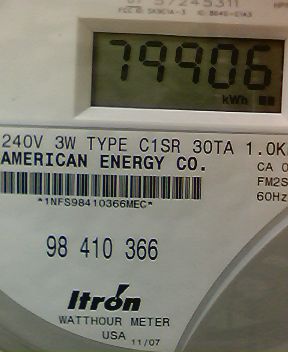 57245311
79906
kWh
240V 3W TYPE C1SR 30TA 1.0K
AMERICAN ENERGY CO.
CA 0
FM2S
60Hz
*1NFS98410366MEC*
98 410 366
Itron
WATTHOUR METER
USA 11/07